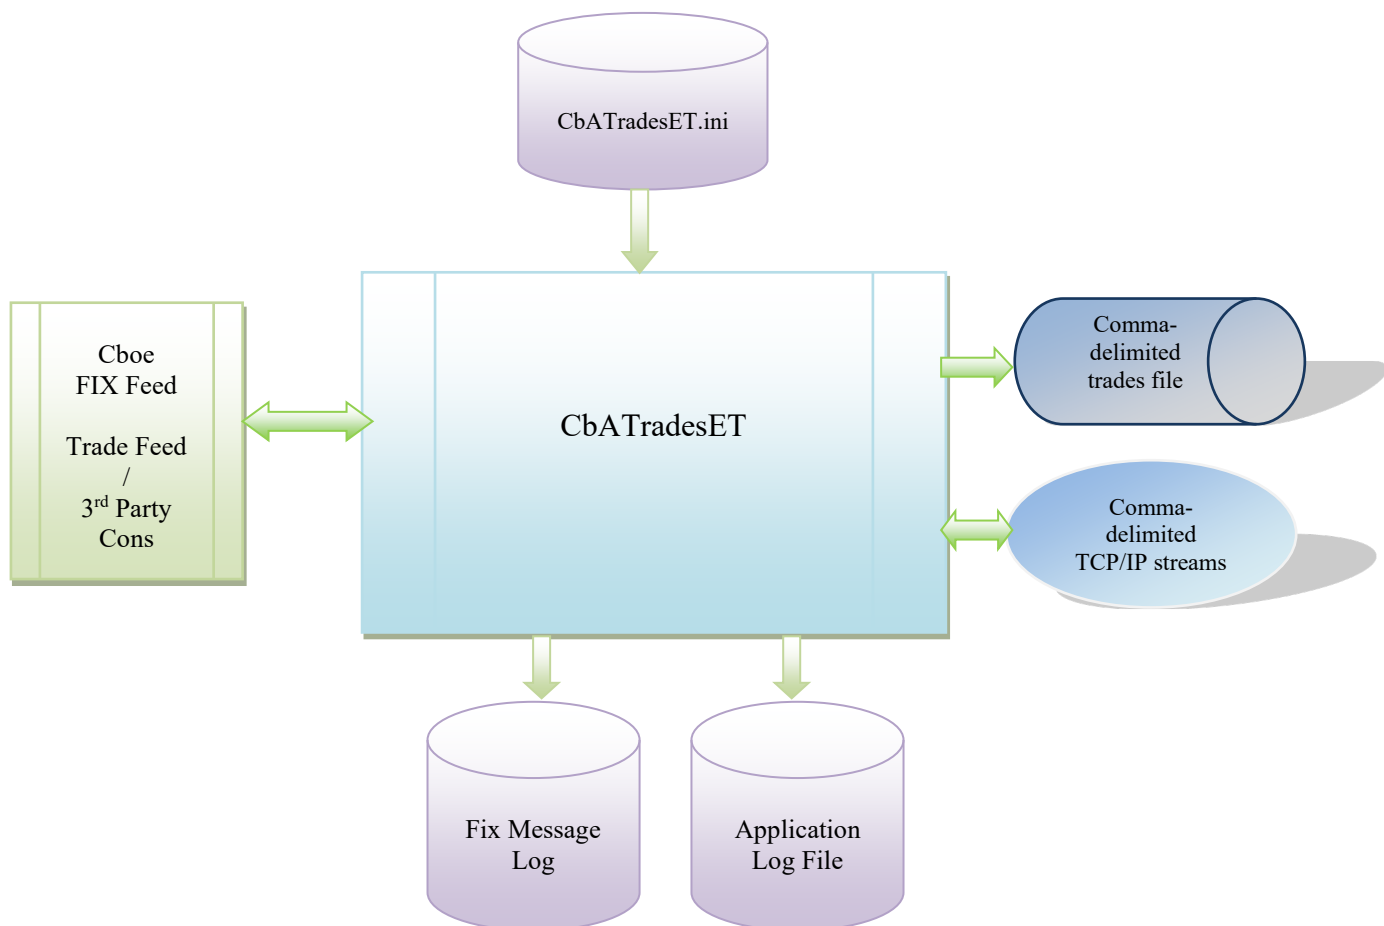 CbATradesET.ini
Cboe
FIX Feed
Trade Feed
/
3rd Party
Cons
CbATradesET
Comma-
delimited
trades file
Comma-
delimited
TCP/IP streams
Fix Message
Log
Application
Log File